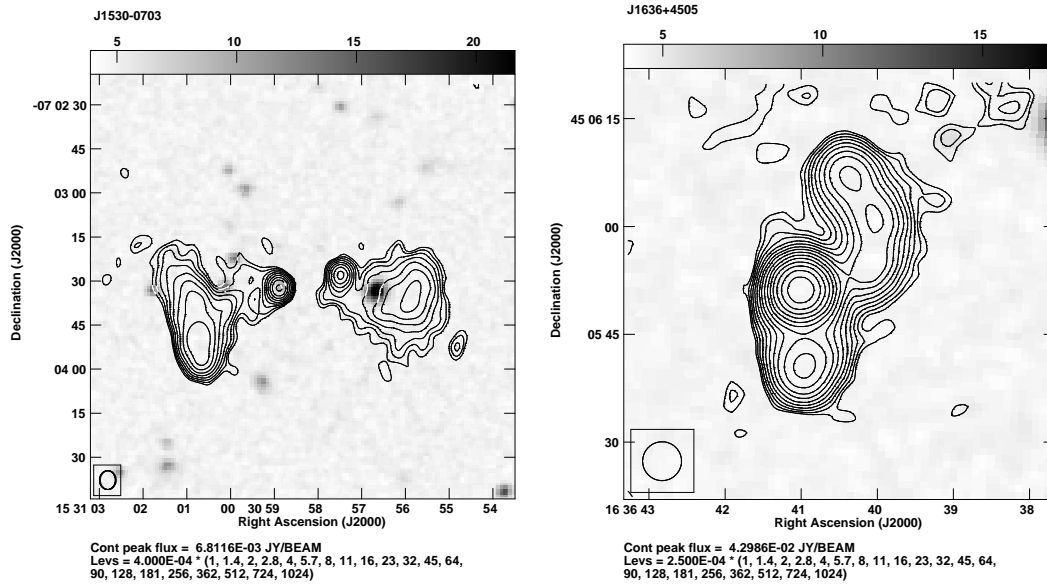 J1530-0703
5 10 15 20
-07 02 30
45
03 00
15
30
45
04 00
15
30
Declination (J2000)
15 31 03 02 01 00 30 59 58 57 56 55 54
Right Ascension (J2000)
Cont peak flux = 6.8116E-03 JY/BEAM
Levs = 4.000E-04 * (1, 1.4, 2, 2.8, 4, 5.7, 8, 11, 16, 23, 32, 45, 64,
90, 128, 181, 256, 362, 512, 724, 1024)
J1636+4505
5 10 15
45 06 15
00
05 45
30
Declination (J2000)
16 36 43 42 41 40 39 38
Right Ascension (J2000)
Cont peak flux = 4.2986E-02 JY/BEAM
Levs = 2.500E-04 * (1, 1.4, 2, 2.8, 4, 5.7, 8, 11, 16, 23, 32, 45, 64,
90, 128, 181, 256, 362, 512, 724, 1024)